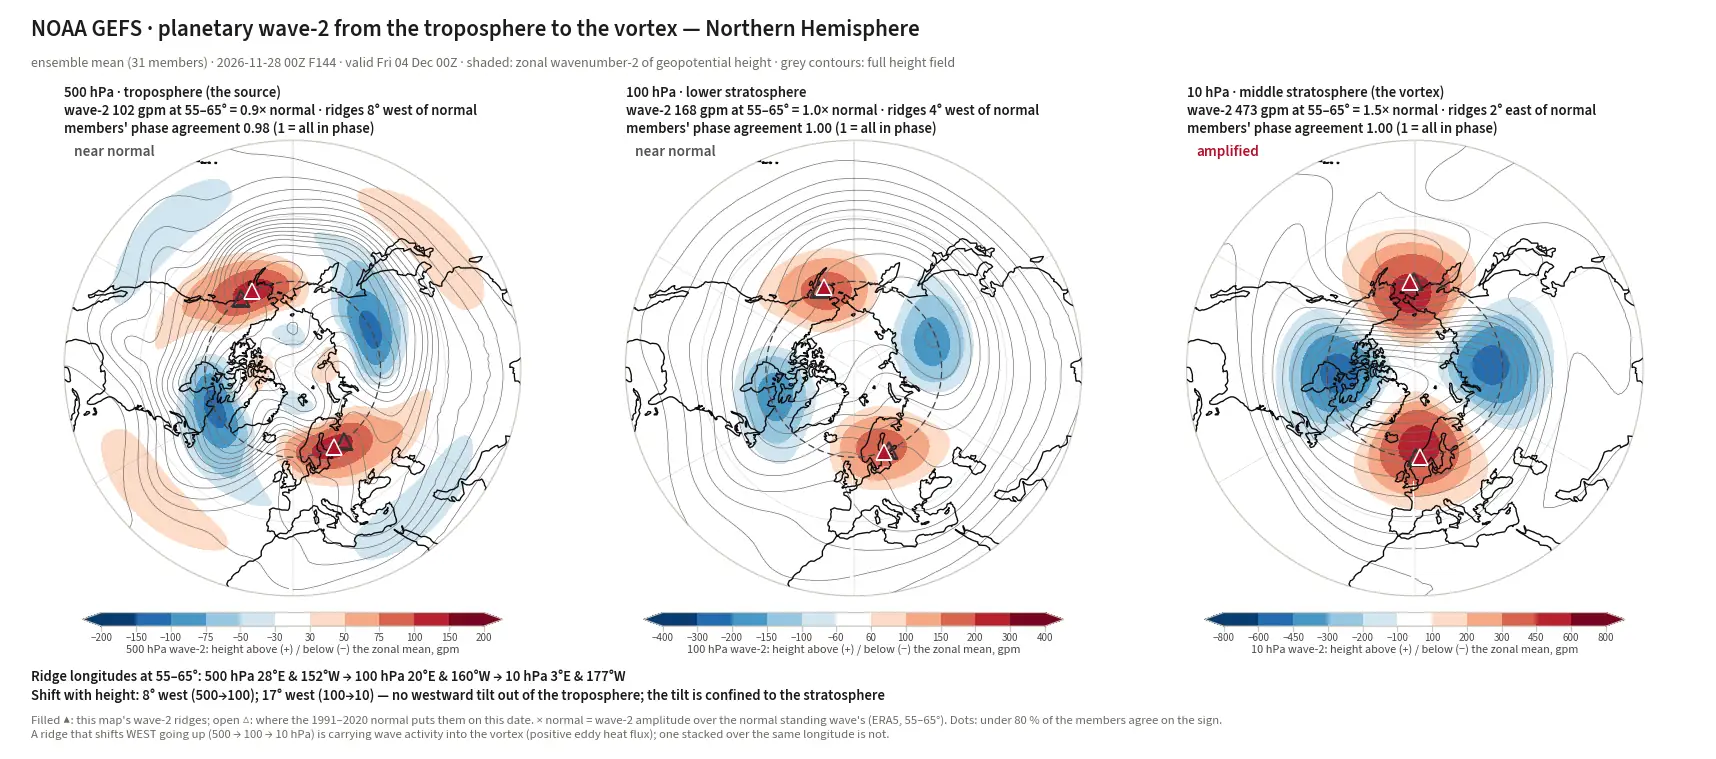 NOAA GEFS · planetary wave-2 from the troposphere to the vortex — Northern Hemisphere
ensemble mean (31 members) · 2026-11-28 00Z F144 · valid Fri 04 Dec 00Z · shaded: zonal wavenumber-2 of geopotential height · grey contours: full height field
500 hPa · troposphere (the source)
wave-2 102 gpm at 55–65° = 0.9× normal · ridges 8° west of normal
members' phase agreement 0.98 (1 = all in phase)
near normal
100 hPa · lower stratosphere
wave-2 168 gpm at 55–65° = 1.0× normal · ridges 4° west of normal
members' phase agreement 1.00 (1 = all in phase)
near normal
10 hPa · middle stratosphere (the vortex)
wave-2 473 gpm at 55–65° = 1.5× normal · ridges 2° east of normal
members' phase agreement 1.00 (1 = all in phase)
amplified
−200 −150 −100 −75 −50 −30 30 50 75 100 150 200
500 hPa wave-2: height above (+) / below (−) the zonal mean, gpm
−400 −300 −200 −150 −100 −60 60 100 150 200 300 400
100 hPa wave-2: height above (+) / below (−) the zonal mean, gpm
−800 −600 −450 −300 −200 −100 100 200 300 450 600 800
10 hPa wave-2: height above (+) / below (−) the zonal mean, gpm
Ridge longitudes at 55–65°: 500 hPa 28°E & 152°W → 100 hPa 20°E & 160°W → 10 hPa 3°E & 177°W
Shift with height: 8° west (500→100); 17° west (100→10) — no westward tilt out of the troposphere; the tilt is confined to the stratosphere
Filled ▲: this map's wave-2 ridges; open △: where the 1991–2020 normal puts them on this date. × normal = wave-2 amplitude over the normal standing wave's (ERA5, 55–65°). Dots: under 80 % of the members agree on the sign.
A ridge that shifts WEST going up (500 → 100 → 10 hPa) is carrying wave activity into the vortex (positive eddy heat flux); one stacked over the same longitude is not.